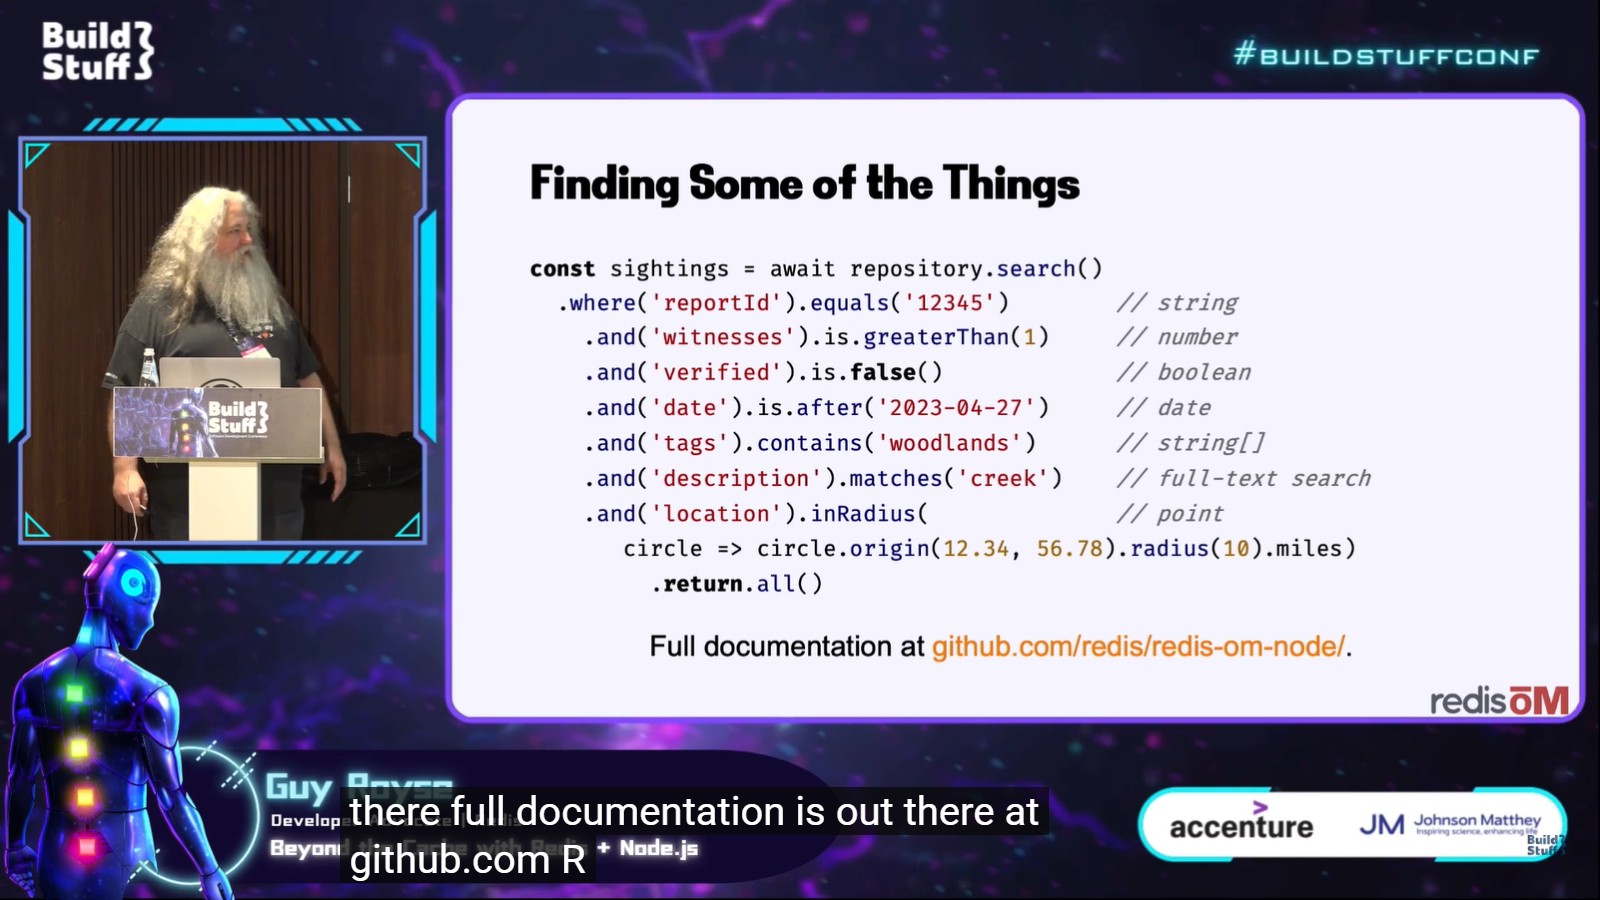 Build
Stuff
#BUILDSTUFFCONF
Finding Some of the Things
const sightings = await repository.search()
.where('reportId').equals('12345') // string
.and('witnesses').is.greaterThan(1) // number
.and('verified').is.false() // boolean
.and('date').is.after('2023-04-27') // date
.and('tags').contains('woodlands') // string[]
.and('description').matches('creek') // full-text search
.and('location').inRadius( // point
circle => circle.origin(12.34, 56.78).radius(10).miles)
.return.all()
Full documentation at github.com/redis/redis-om-node/.
redisōM
Build
Stuff
Guy Royse
there full documentation is out there at
github.com R
Beyond the Cache with Redis + Node.js
accenture
JM Johnson Matthey
Inspiring science, enhancing life
Build
Stuff